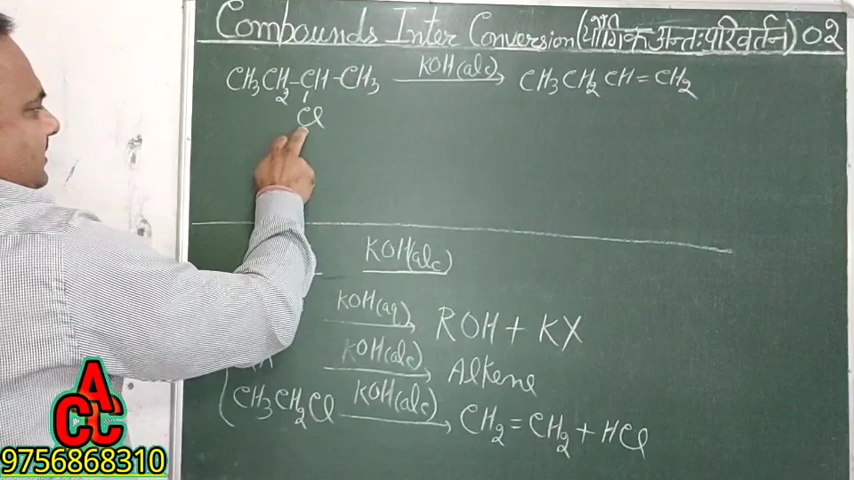 Compounds Inter Conversion (यौगिक अन्तःपरिवर्तन) 02
CH3CH2-CH-CH3 KOH(alc) CH3CH2CH=CH2
Cl
KOH(alc)
KOH(aq) ROH + KX
KOH(alc) Alkene
CH3CH2Cl KOH(alc) CH2=CH2 + HCl
ACC
9756868310